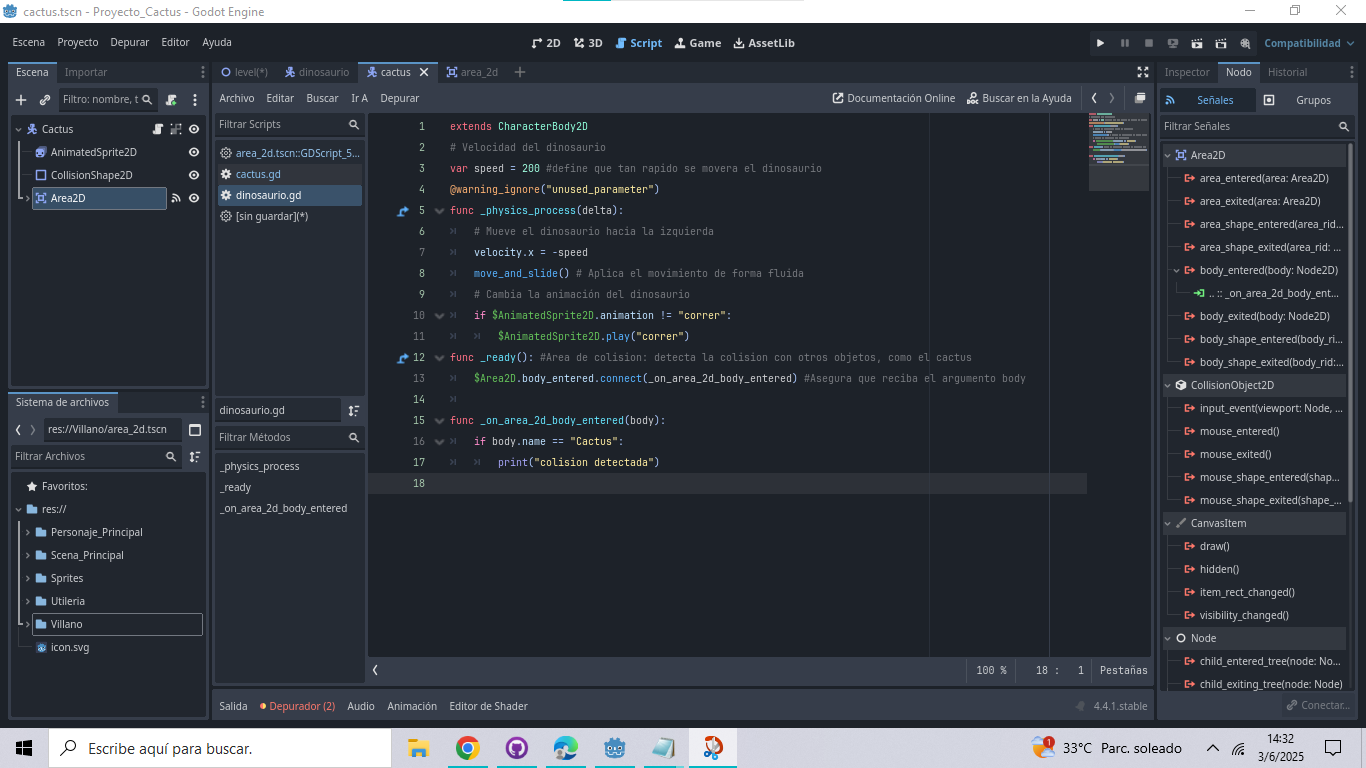 cactus.tscn - Proyecto_Cactus - Godot Engine
Escena Proyecto Depurar Editor Ayuda
2D 3D Script Game AssetLib
Compatibilidad
Escena Importar
Filtro: nombre, t
Cactus
AnimatedSprite2D
CollisionShape2D
Area2D
Sistema de archivos
res://Villano/area_2d.tscn
Filtrar Archivos
Favoritos:
res://
Personaje_Principal
Scena_Principal
Sprites
Utileria
Villano
icon.svg
level(*) dinosaurio cactus area_2d
Archivo Editar Buscar Ir A Depurar
Documentación Online Buscar en la Ayuda
Filtrar Scripts
area_2d.tscn::GDScript_5...
cactus.gd
dinosaurio.gd
[sin guardar](*)
dinosaurio.gd
Filtrar Métodos
_physics_process
_ready
_on_area_2d_body_entered
1 extends CharacterBody2D
2 # Velocidad del dinosaurio
3 var speed = 200 #define que tan rapido se movera el dinosaurio
4 @warning_ignore("unused_parameter")
5 func _physics_process(delta):
6 # Mueve el dinosaurio hacia la izquierda
7 velocity.x = -speed
8 move_and_slide() # Aplica el movimiento de forma fluida
9 # Cambia la animación del dinosaurio
10 if $AnimatedSprite2D.animation != "correr":
11 $AnimatedSprite2D.play("correr")
12 func _ready(): #Area de colision: detecta la colision con otros objetos, como el cactus
13 $Area2D.body_entered.connect(_on_area_2d_body_entered) #Asegura que reciba el argumento body
14
15 func _on_area_2d_body_entered(body):
16 if body.name == "Cactus":
17 print("colision detectada")
18
100 % 18 : 1 Pestañas
Salida Depurador (2) Audio Animación Editor de Shader
4.4.1.stable
Inspector Nodo Historial
Señales Grupos
Filtrar Señales
Area2D
area_entered(area: Area2D)
area_exited(area: Area2D)
area_shape_entered(area_rid...
area_shape_exited(area_rid: ...
body_entered(body: Node2D)
.. :: _on_area_2d_body_ent...
body_exited(body: Node2D)
body_shape_entered(body_ri...
body_shape_exited(body_rid:...
CollisionObject2D
input_event(viewport: Node, ...
mouse_entered()
mouse_exited()
mouse_shape_entered(shap...
mouse_shape_exited(shape_...
CanvasItem
draw()
hidden()
item_rect_changed()
visibility_changed()
Node
child_entered_tree(node: No...
child_exiting_tree(node: Node)
Conectar...
Escribe aquí para buscar.
1
33°C Parc. soleado
14:32
3/6/2025